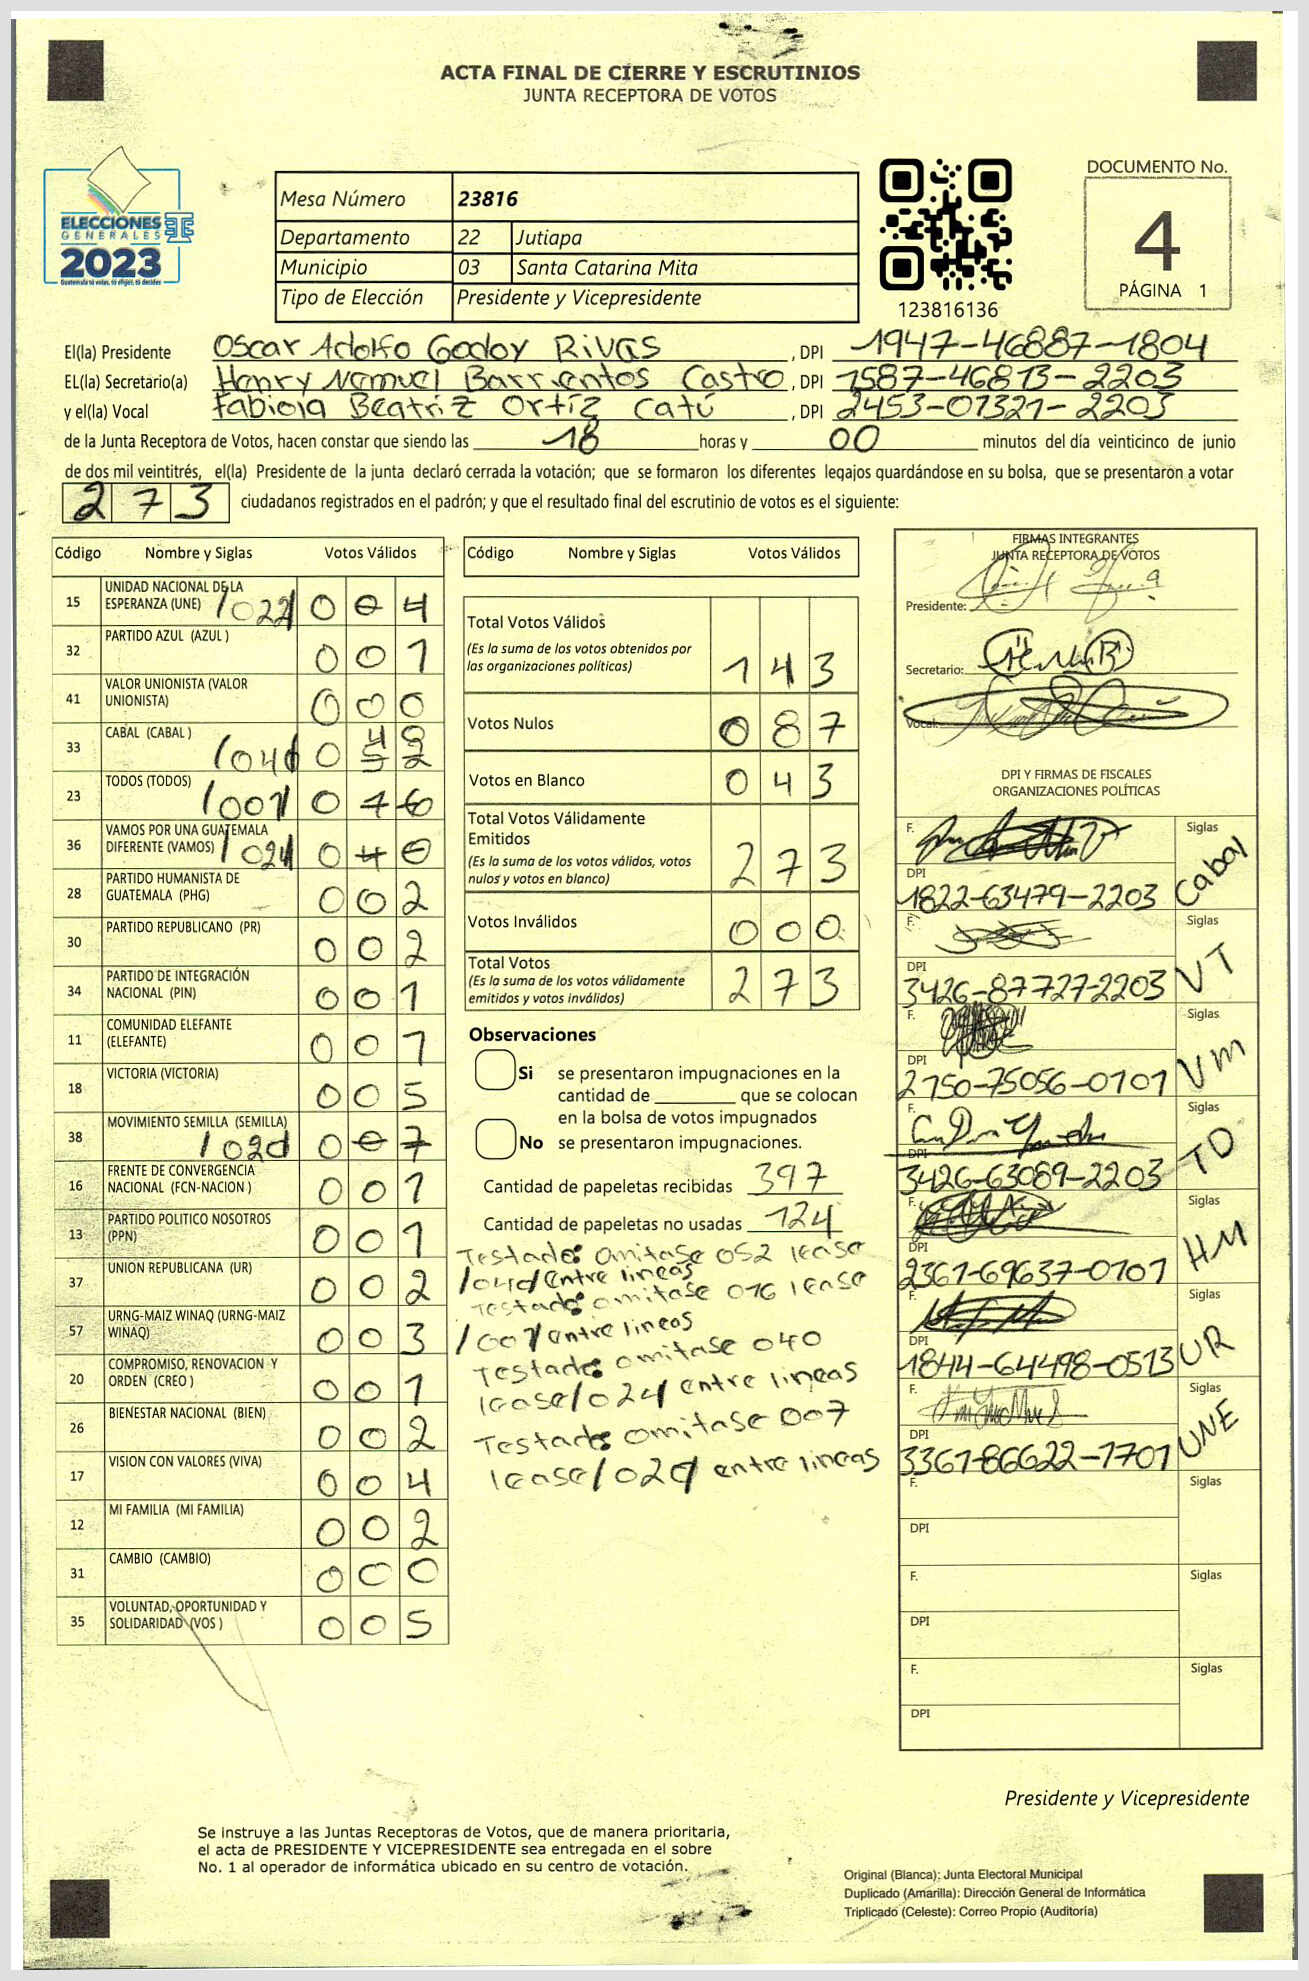 ACTA FINAL DE CIERRE Y ESCRUTINIOS
JUNTA RECEPTORA DE VOTOS
ELECCIONES
GENERALES
2023
Guatemala tú votas, tú eliges, tú decides
Mesa Número 23816
Departamento 22 Jutiapa
Municipio 03 Santa Catarina Mita
Tipo de Elección Presidente y Vicepresidente
123816136
DOCUMENTO No.
4
PÁGINA 1
El(la) Presidente Oscar Adolfo Godoy Rivas, DPI 1947-46887-1804
EL(la) Secretario(a) Henry Nemuel Barrientos Castro, DPI 1587-46813-2203
y el(la) Vocal Fabiola Beatriz Ortíz Catú, DPI 2453-07321-2203
de la Junta Receptora de Votos, hacen constar que siendo las 18 horas y 00 minutos del día veinticinco de junio
de dos mil veintitrés, el(la) Presidente de la junta declaró cerrada la votación; que se formaron los diferentes legajos guardándose en su bolsa, que se presentaron a votar
273 ciudadanos registrados en el padrón; y que el resultado final del escrutinio de votos es el siguiente:
Código Nombre y Siglas Votos Válidos
15 UNIDAD NACIONAL DE LA ESPERANZA (UNE) /022/ 0 0 4
32 PARTIDO AZUL (AZUL ) 0 0 1
41 VALOR UNIONISTA (VALOR UNIONISTA) 0 0 0
33 CABAL (CABAL ) 0
23 TODOS (TODOS) /007/ 0 1 6
36 VAMOS POR UNA GUATEMALA DIFERENTE (VAMOS) /024/ 0 4 0
28 PARTIDO HUMANISTA DE GUATEMALA (PHG) 0 0 2
30 PARTIDO REPUBLICANO (PR) 0 0 2
34 PARTIDO DE INTEGRACIÓN NACIONAL (PIN) 0 0 1
11 COMUNIDAD ELEFANTE (ELEFANTE) 0 0 1
18 VICTORIA (VICTORIA) 0 0 5
38 MOVIMIENTO SEMILLA (SEMILLA) 0 0 7
16 FRENTE DE CONVERGENCIA NACIONAL (FCN-NACION ) 0 0 1
13 PARTIDO POLITICO NOSOTROS (PPN) 0 0 1
37 UNION REPUBLICANA (UR) 0 0 2
57 URNG-MAIZ WINAQ (URNG-MAIZ WINAQ) 0 0 3
20 COMPROMISO, RENOVACION Y ORDEN (CREO ) 0 0 1
26 BIENESTAR NACIONAL (BIEN) 0 0 2
17 VISION CON VALORES (VIVA) 0 0 4
12 MI FAMILIA (MI FAMILIA) 0 0 2
31 CAMBIO (CAMBIO) 0 0 0
35 VOLUNTAD, OPORTUNIDAD Y SOLIDARIDAD (VOS ) 0 0 5
Código Nombre y Siglas Votos Válidos
Total Votos Válidos 1 4 3
(Es la suma de los votos obtenidos por
las organizaciones políticas)
Votos Nulos 0 8 7
Votos en Blanco 0 4 3
Total Votos Válidamente
Emitidos 2 7 3
(Es la suma de los votos válidos, votos
nulos y votos en blanco)
Votos Inválidos 0 0 0
Total Votos 2 7 3
(Es la suma de los votos válidamente
emitidos y votos inválidos)
Observaciones
Si se presentaron impugnaciones en la
cantidad de ________ que se colocan
en la bolsa de votos impugnados
No se presentaron impugnaciones.
Cantidad de papeletas recibidas 397
Cantidad de papeletas no usadas 124
Testado: omitase 052 lease
entre lineas
Testado: omitase 016 lease
/007/ entre lineas
Testado: omitase 040
lease /024/ entre lineas
Testado: omitase 007
lease entre lineas
FIRMAS INTEGRANTES
JUNTA RECEPTORA DE VOTOS
Presidente:
Secretario:
Vocal:
DPI Y FIRMAS DE FISCALES
ORGANIZACIONES POLÍTICAS
F. Siglas Cabal
DPI 1822-63479-2203
F. Siglas VT
DPI 3426-87727-2203
F. Siglas VM
DPI 2750-75056-0101
F. Siglas TD
DPI 3426-63089-2203
F. Siglas HM
DPI 2361-69637-0101
F. Siglas UR
DPI 1844-64498-0513
F. Siglas UNE
DPI 3361-86622-1701
F. Siglas
DPI
F. Siglas
DPI
F. Siglas
DPI
Presidente y Vicepresidente
Se instruye a las Juntas Receptoras de Votos, que de manera prioritaria,
el acta de PRESIDENTE Y VICEPRESIDENTE sea entregada en el sobre
No. 1 al operador de informática ubicado en su centro de votación.
Original (Blanca): Junta Electoral Municipal
Duplicado (Amarilla): Dirección General de Informática
Triplicado (Celeste): Correo Propio (Auditoría)